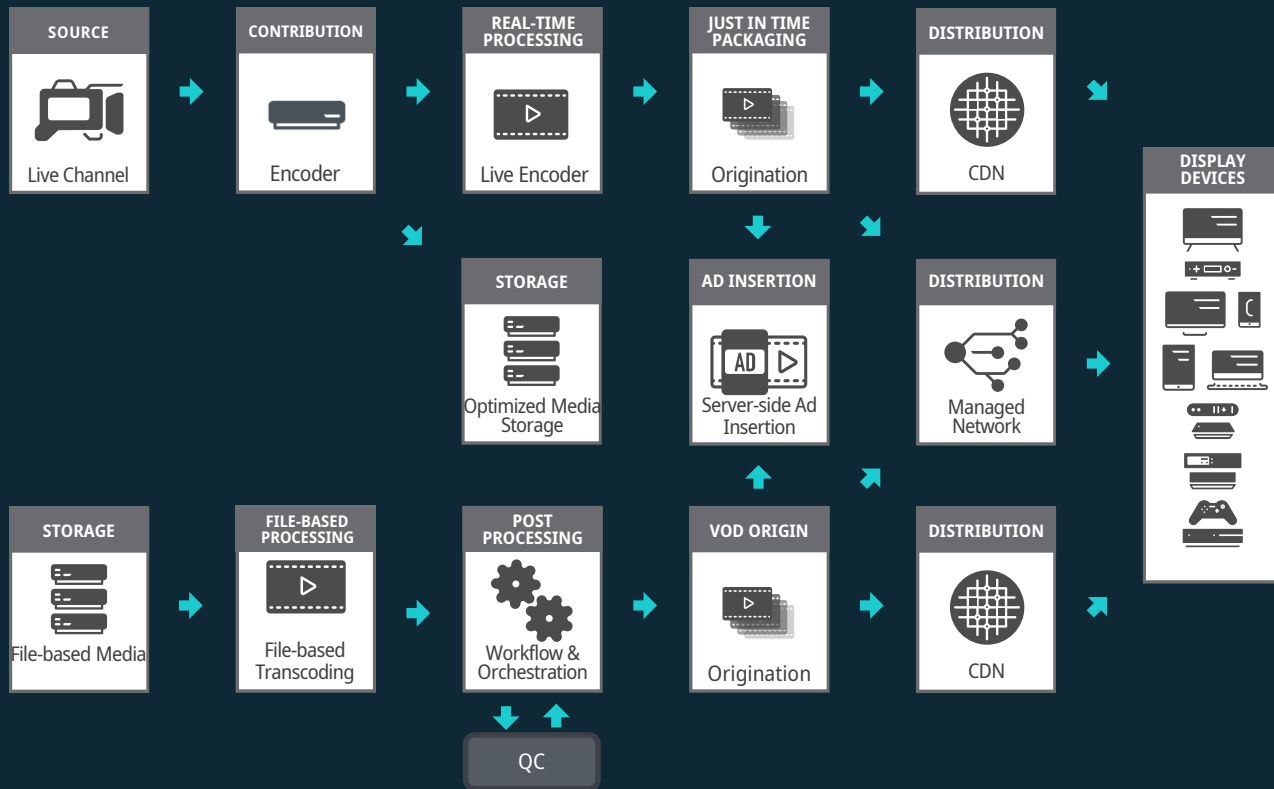 SOURCE
Live Channel
CONTRIBUTION
Encoder
REAL-TIME
PROCESSING
Live Encoder
JUST IN TIME
PACKAGING
Origination
DISTRIBUTION
CDN
DISPLAY
DEVICES
STORAGE
Optimized Media
Storage
AD INSERTION
AD
Server-side Ad
Insertion
DISTRIBUTION
Managed
Network
STORAGE
File-based Media
FILE-BASED
PROCESSING
File-based
Transcoding
POST
PROCESSING
Workflow &
Orchestration
VOD ORIGIN
Origination
DISTRIBUTION
CDN
QC